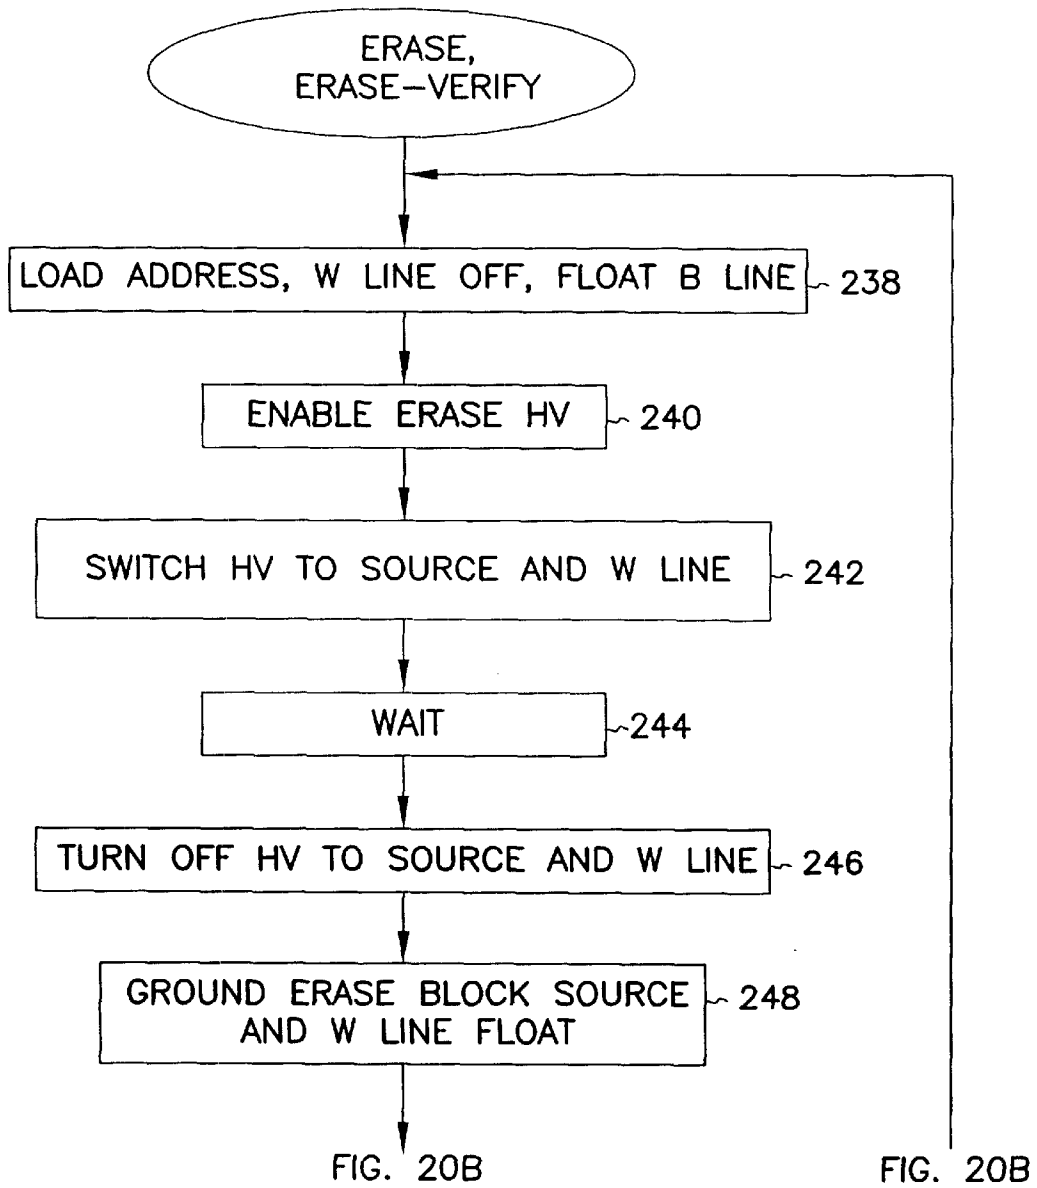 ERASE,
ERASE–VERIFY
LOAD ADDRESS, W LINE OFF, FLOAT B LINE
238
ENABLE ERASE HV
240
SWITCH HV TO SOURCE AND W LINE
242
WAIT
244
TURN OFF HV TO SOURCE AND W LINE
246
GROUND ERASE BLOCK SOURCE
AND W LINE FLOAT
248
FIG. 20B
FIG. 20B